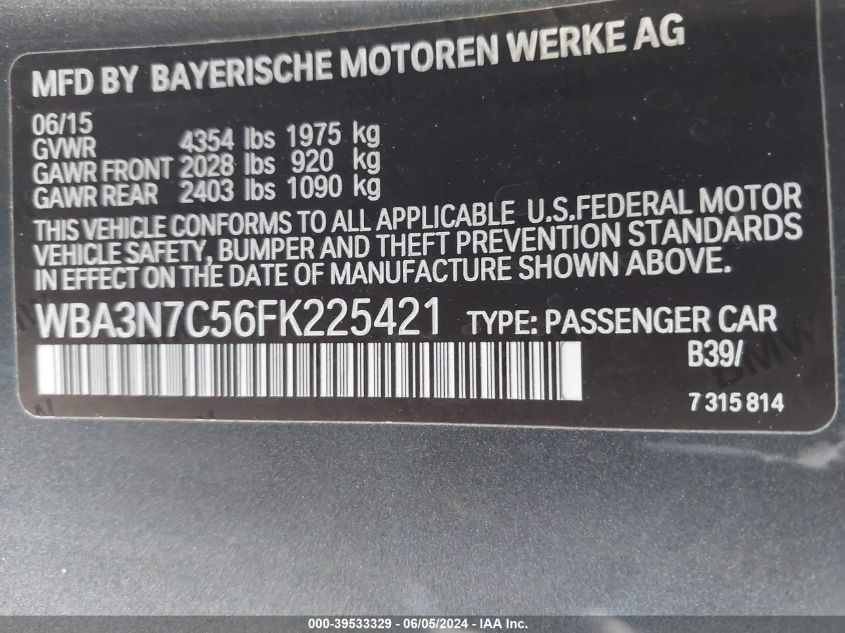 MFD BY BAYERISCHE MOTOREN WERKE AG
06/15
GVWR 4354 lbs 1975 kg
GAWR FRONT 2028 lbs 920 kg
GAWR REAR 2403 lbs 1090 kg
THIS VEHICLE CONFORMS TO ALL APPLICABLE U.S.FEDERAL MOTOR
VEHICLE SAFETY, BUMPER AND THEFT PREVENTION STANDARDS
IN EFFECT ON THE DATE OF MANUFACTURE SHOWN ABOVE.
WBA3N7C56FK225421 TYPE: PASSENGER CAR
B39/
BMW
7 315 814
000-39533329 - 06/05/2024 - IAA Inc.